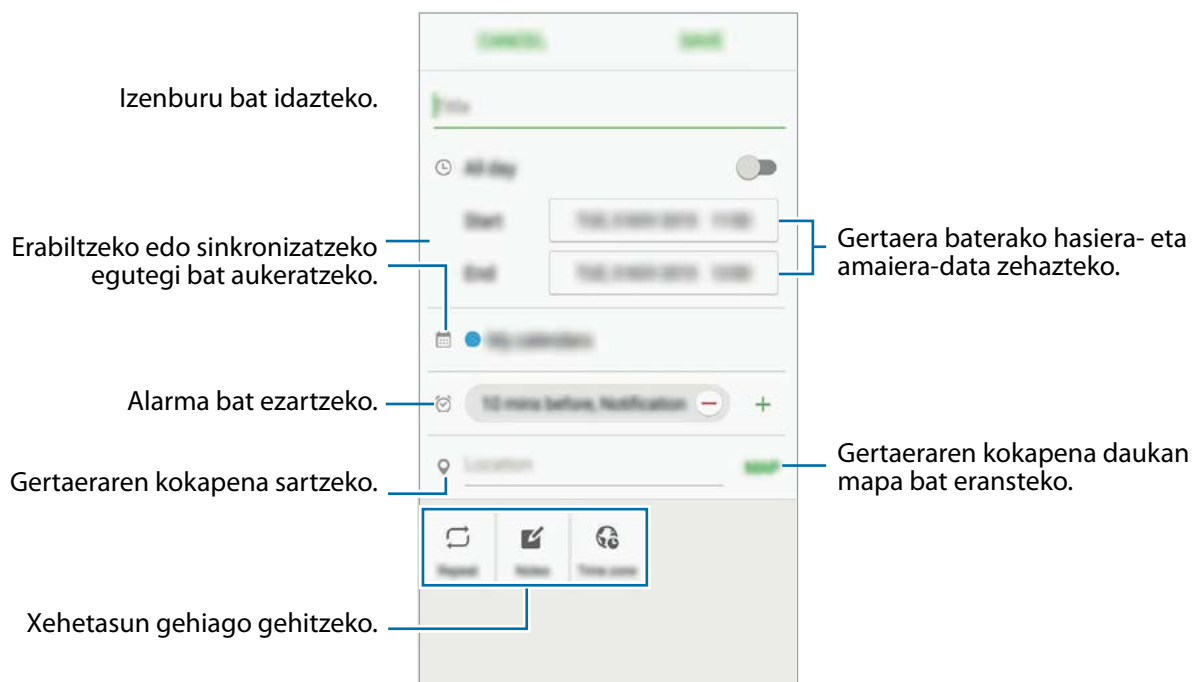 CANCEL
SAVE
Izenburu bat idazteko.
Title
All day
Start
Erabiltzeko edo sinkronizatzeko
egutegi bat aukeratzeko.
Gertaera baterako hasiera- eta
amaiera-data zehazteko.
End
My calendars
Alarma bat ezartzeko.
10 mins before, Notification
Gertaeraren kokapena sartzeko.
Location
MAP
Gertaeraren kokapena daukan
mapa bat eransteko.
Repeat
Notes
Time zone
Xehetasun gehiago gehitzeko.